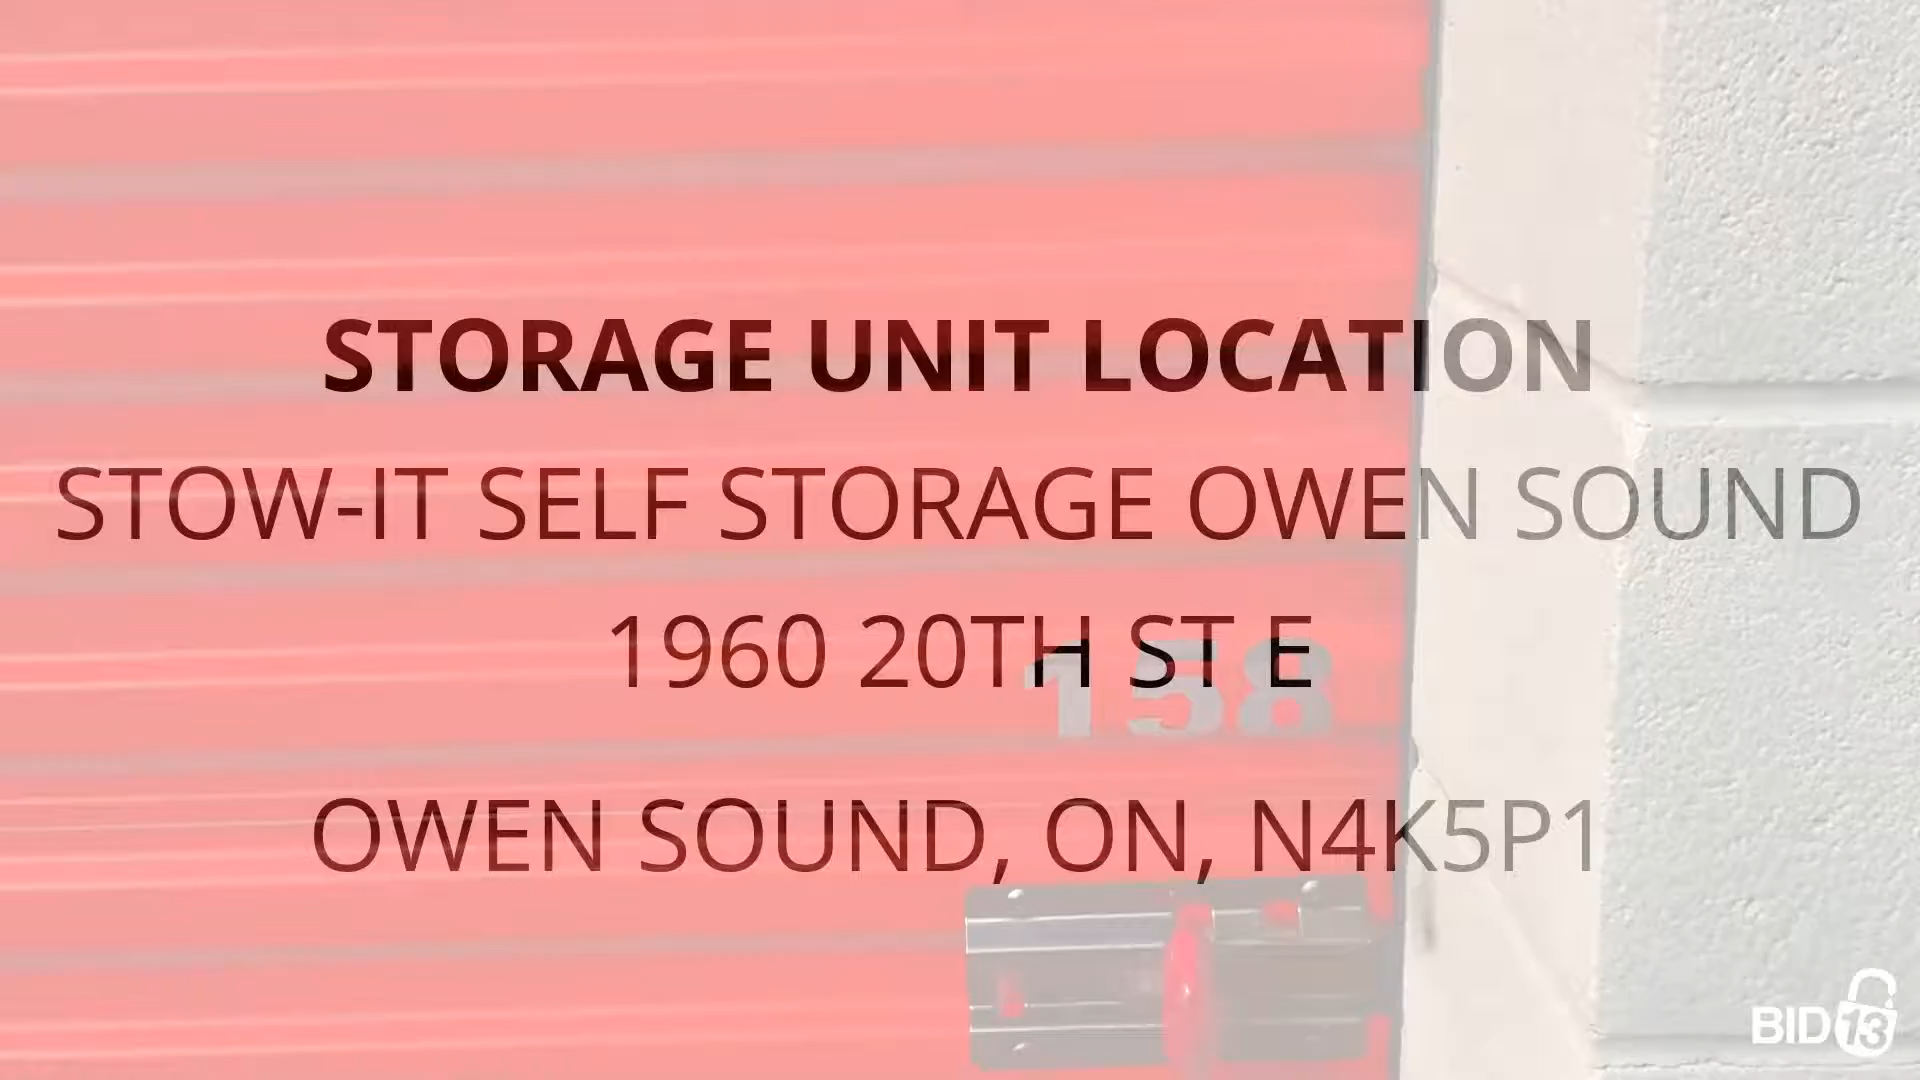 STORAGE UNIT LOCATION
STOW-IT SELF STORAGE OWEN SOUND
1960 20TH ST E
158
OWEN SOUND, ON, N4K5P1
BID13